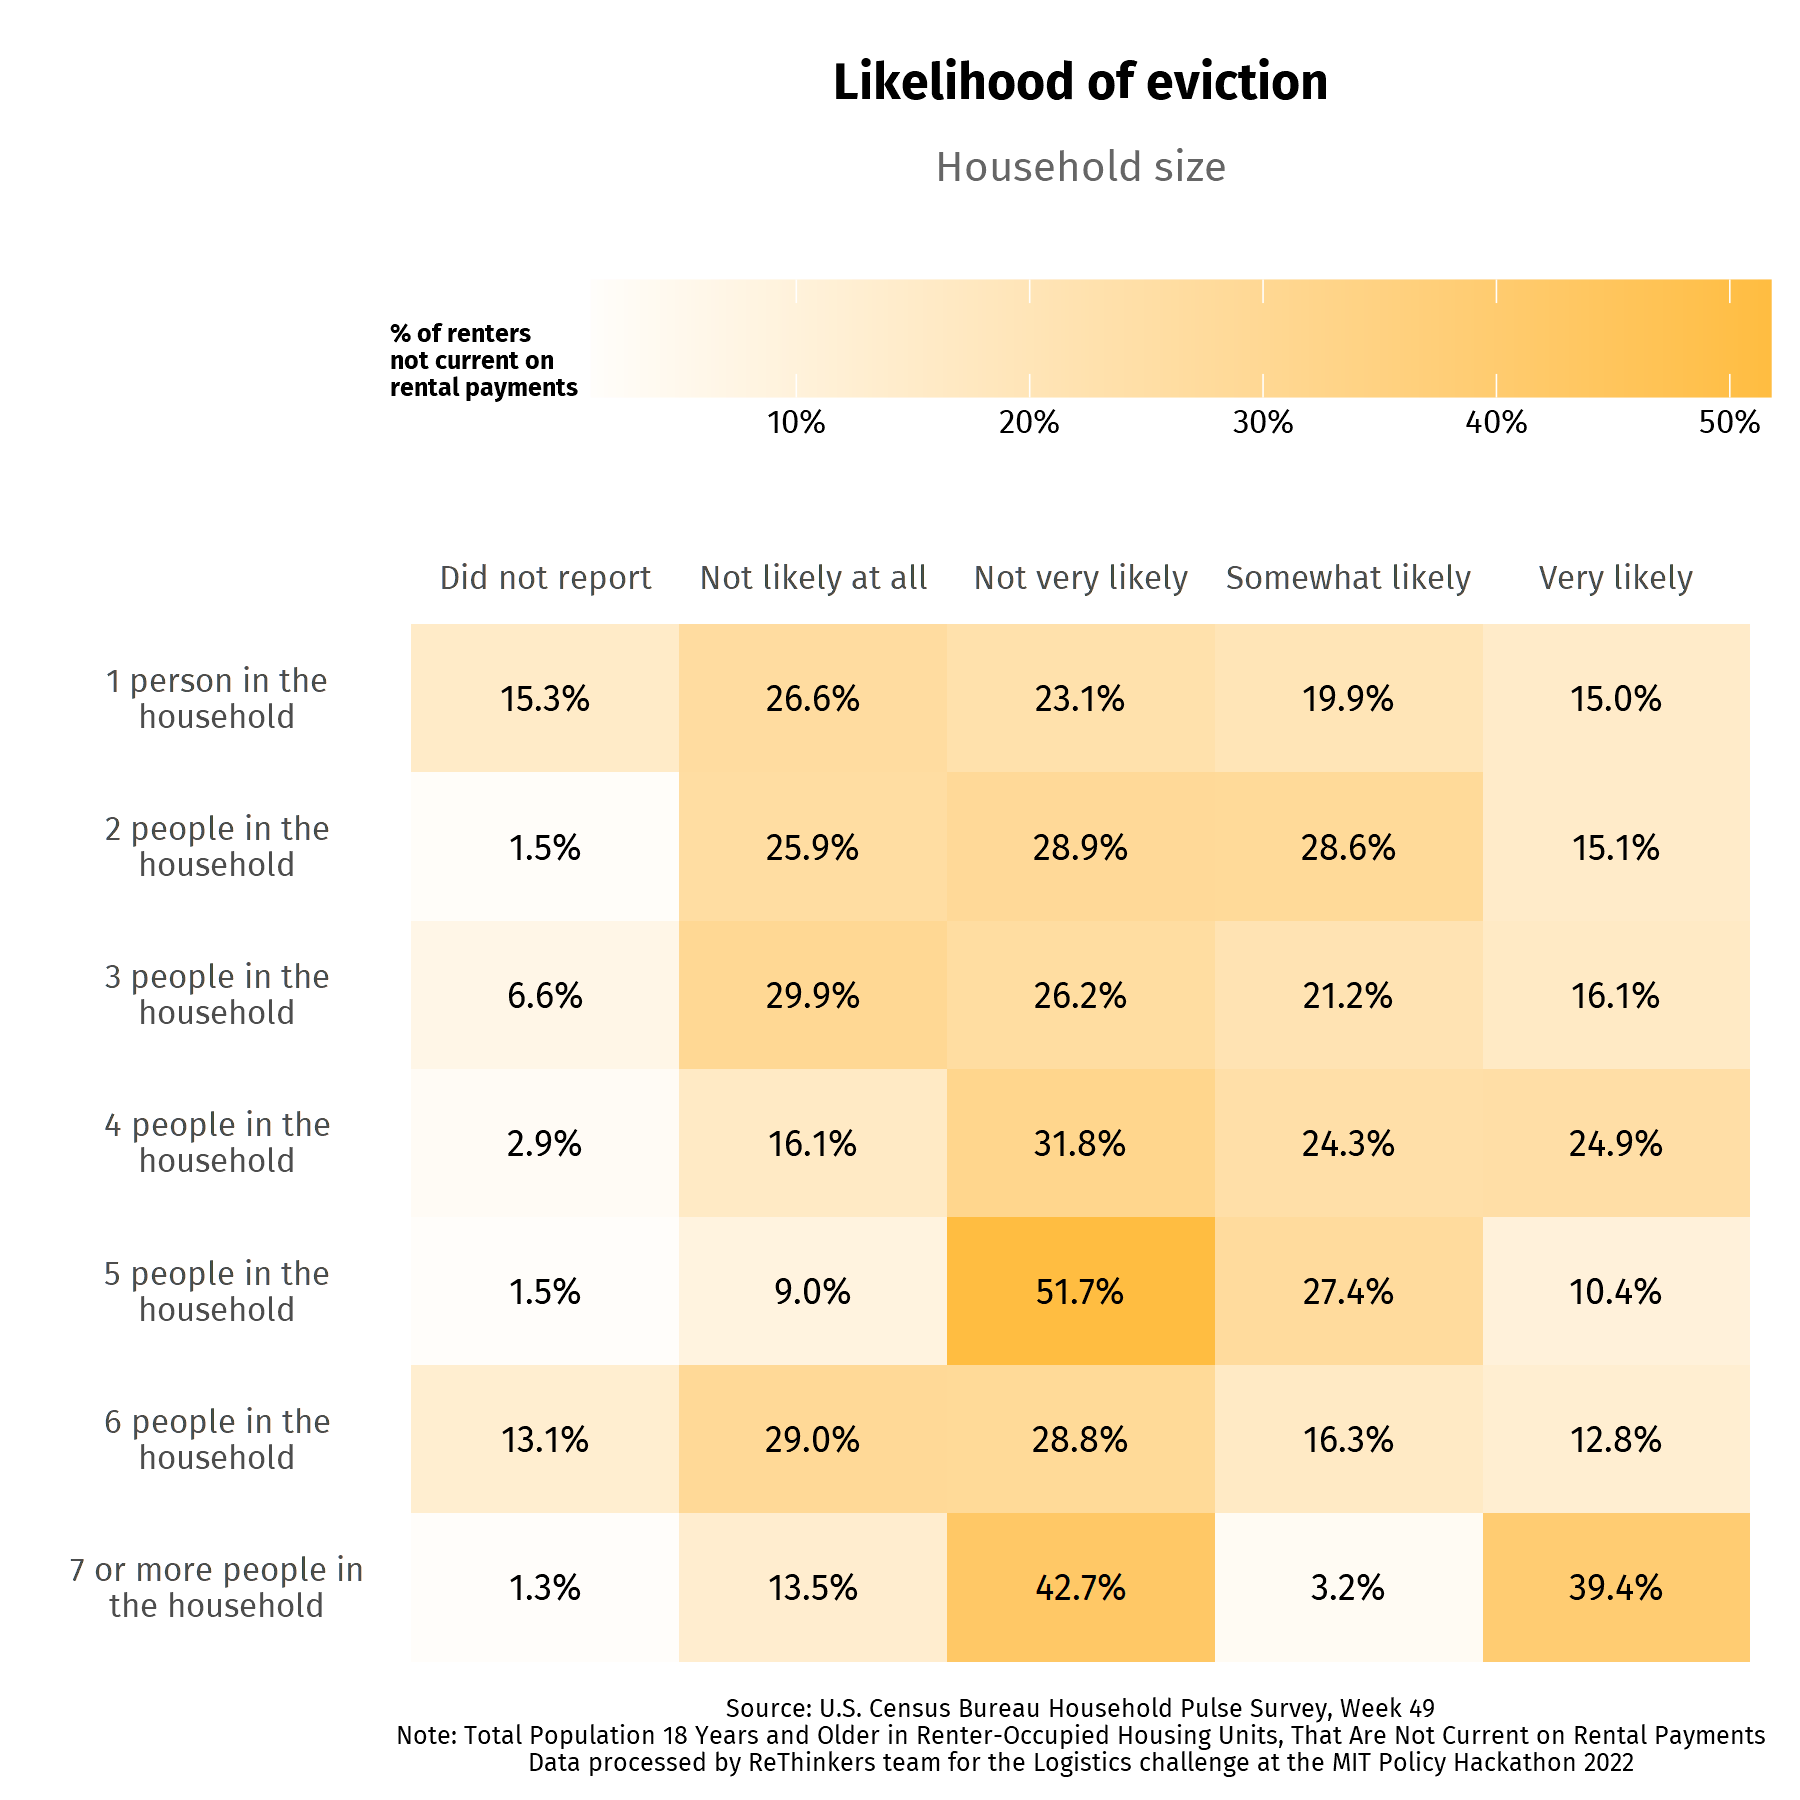 Likelihood of eviction
Household size
% of renters
not current on
rental payments
10% 20% 30% 40% 50%
Did not report Not likely at all Not very likely Somewhat likely Very likely
1 person in the
household
15.3% 26.6% 23.1% 19.9% 15.0%
2 people in the
household
1.5% 25.9% 28.9% 28.6% 15.1%
3 people in the
household
6.6% 29.9% 26.2% 21.2% 16.1%
4 people in the
household
2.9% 16.1% 31.8% 24.3% 24.9%
5 people in the
household
1.5% 9.0% 51.7% 27.4% 10.4%
6 people in the
household
13.1% 29.0% 28.8% 16.3% 12.8%
7 or more people in
the household
1.3% 13.5% 42.7% 3.2% 39.4%
Source: U.S. Census Bureau Household Pulse Survey, Week 49
Note: Total Population 18 Years and Older in Renter-Occupied Housing Units, That Are Not Current on Rental Payments
Data processed by ReThinkers team for the Logistics challenge at the MIT Policy Hackathon 2022